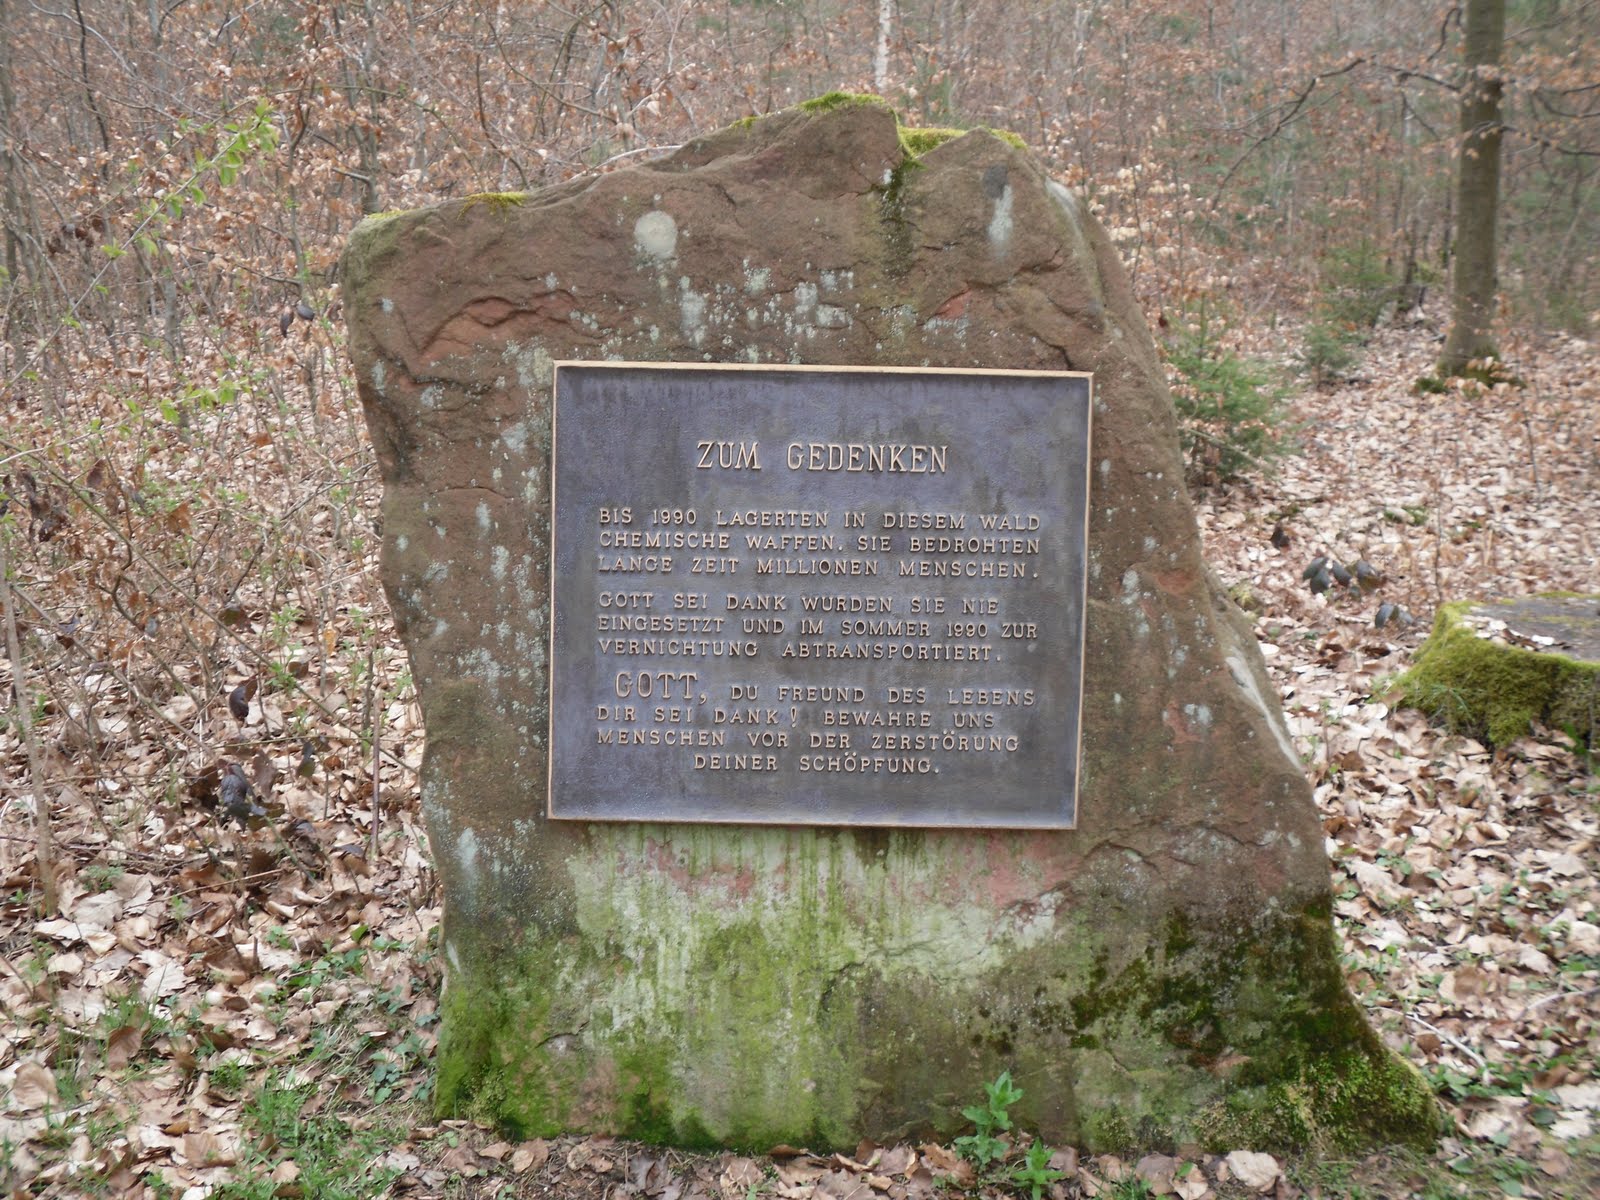 ZUM GEDENKEN
BIS 1990 LAGERTEN IN DIESEM WALD
CHEMISCHE WAFFEN. SIE BEDROHTEN
LANGE ZEIT MILLIONEN MENSCHEN.
GOTT SEI DANK WURDEN SIE NIE
EINGESETZT UND IM SOMMER 1990 ZUR
VERNICHTUNG ABTRANSPORTIERT.
GOTT, DU FREUND DES LEBENS
DIR SEI DANK! BEWAHRE UNS
MENSCHEN VOR DER ZERSTÖRUNG
DEINER SCHÖPFUNG.